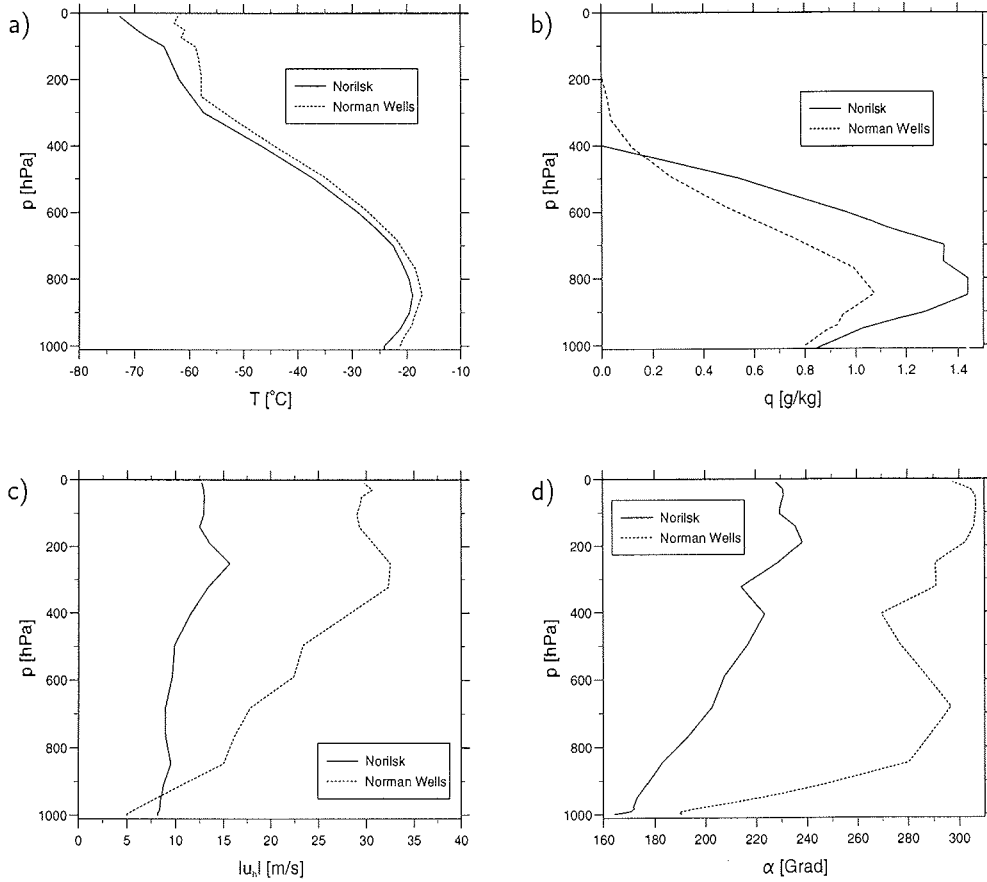 a)
0
200
400
600
800
1000
p [hPa]
Norilsk
Norman Wells
-80 -70 -60 -50 -40 -30 -20 -10
T [°C]
b)
0
200
400
600
800
1000
p [hPa]
Norilsk
Norman Wells
0.0 0.2 0.4 0.6 0.8 1.0 1.2 1.4
q [g/kg]
c)
0
200
400
600
800
1000
p [hPa]
Norilsk
Norman Wells
0 5 10 15 20 25 30 35 40
|uₕ| [m/s]
d)
0
200
400
600
800
1000
p [hPa]
Norilsk
Norman Wells
160 180 200 220 240 260 280 300
α [Grad]